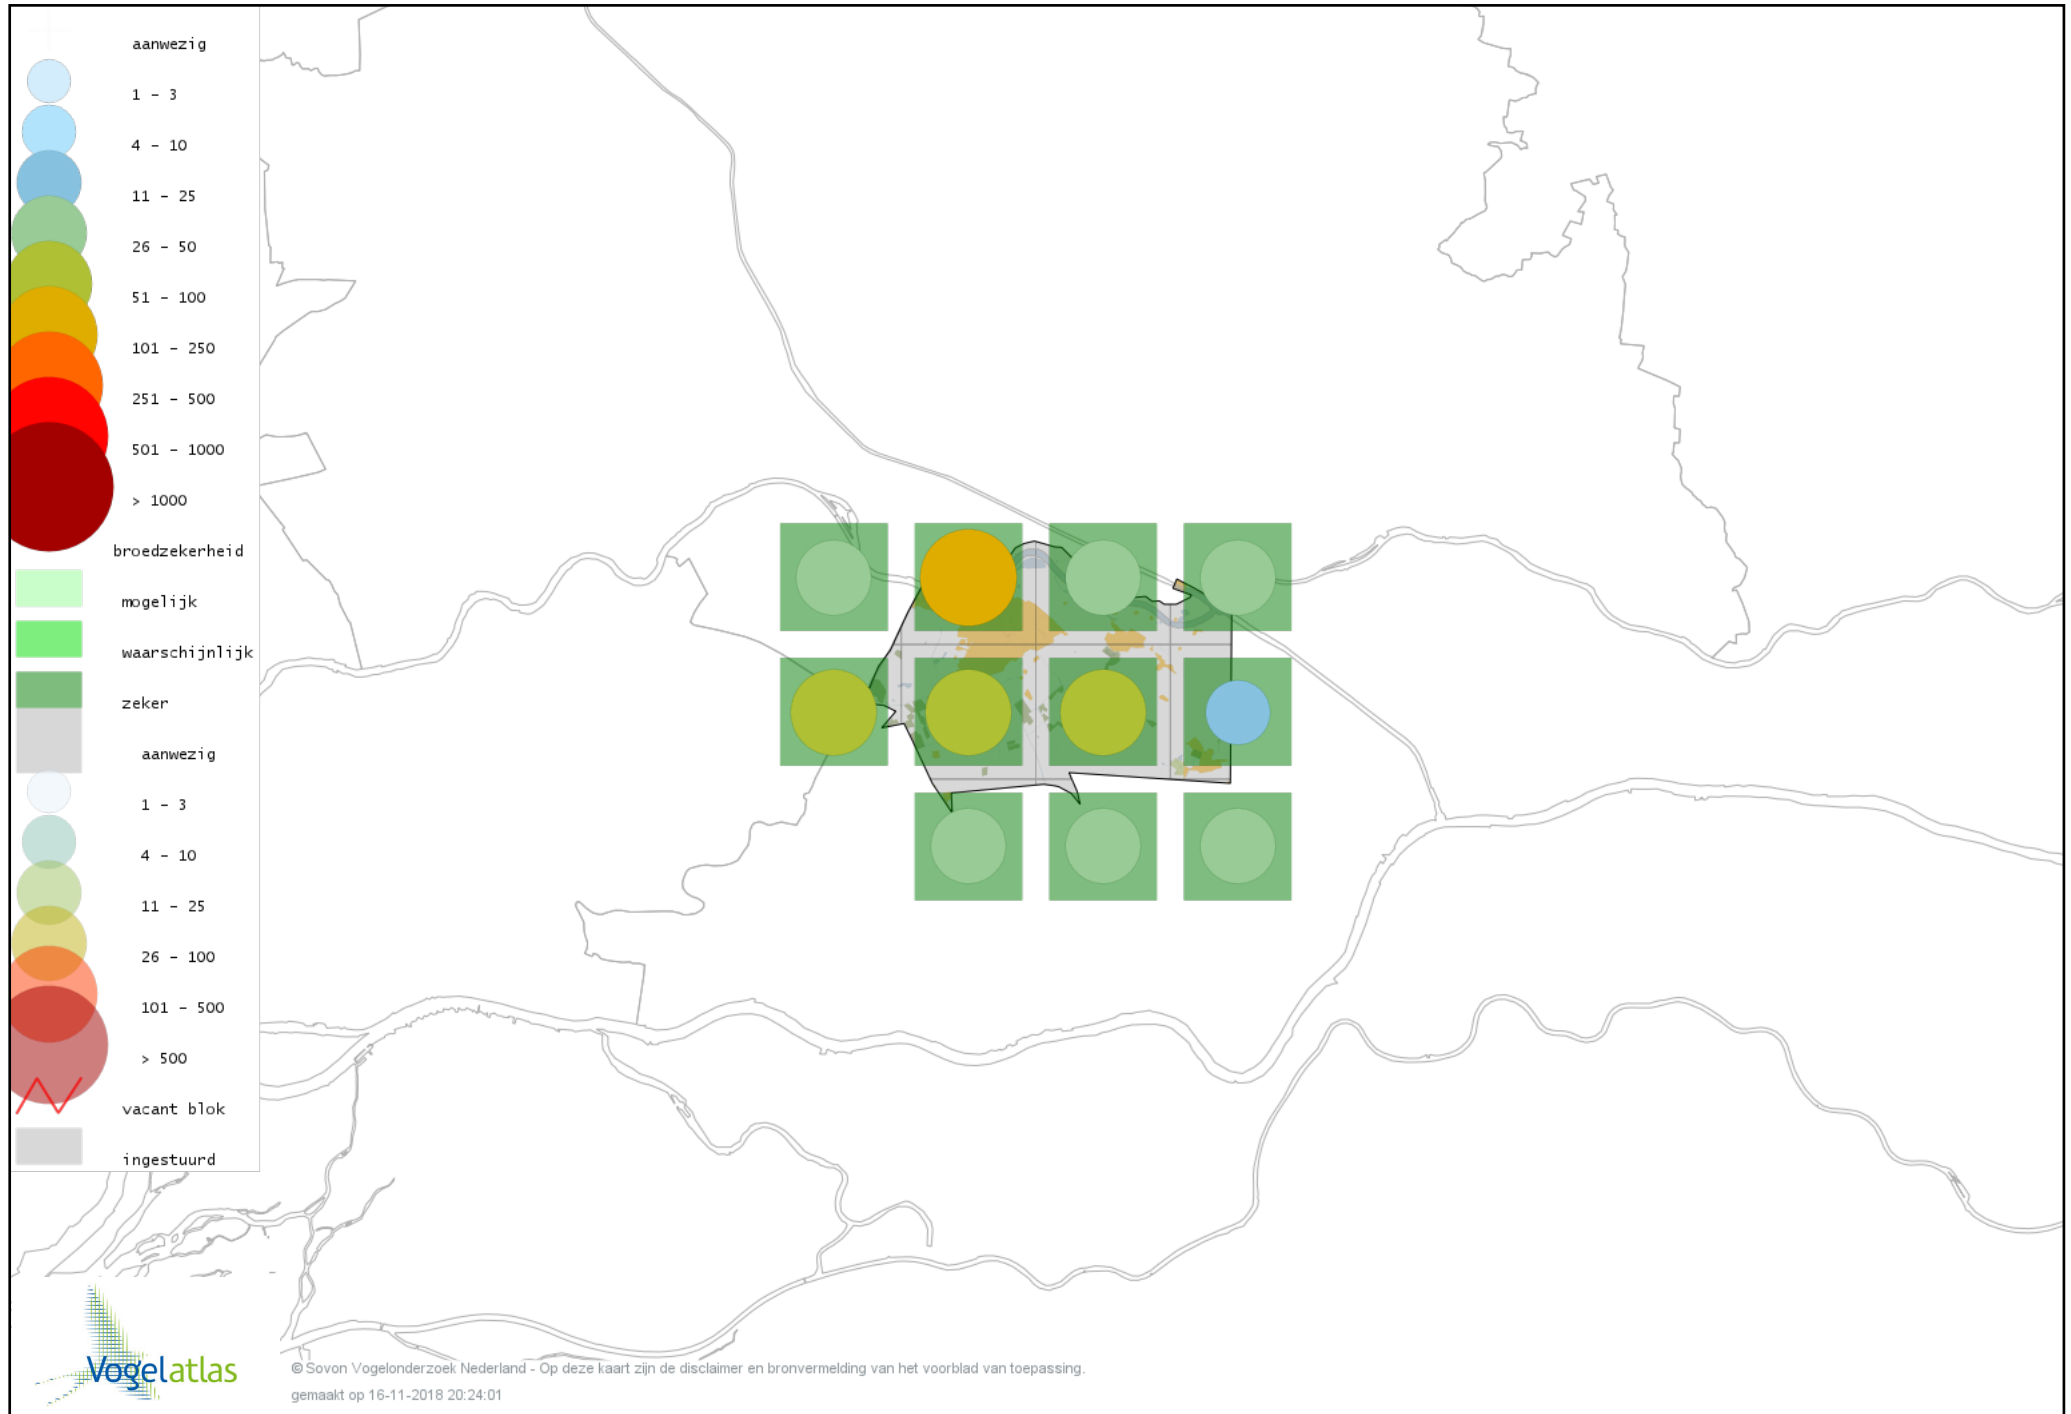 aanwezig
1 - 3
4 - 10
11 - 25
26 - 50
51 - 100
101 - 250
251 - 500
501 - 1000
> 1000
broedzekerheid
mogelijk
waarschijnlijk
zeker
aanwezig
1 - 3
4 - 10
11 - 25
26 - 100
101 - 500
> 500
vacant blok
ingestuurd
Vogelatlas
© Sovon Vogelonderzoek Nederland - Op deze kaart zijn de disclaimer en bronvermelding van het voorblad van toepassing.
gemaakt op 16-11-2018 20:24:01